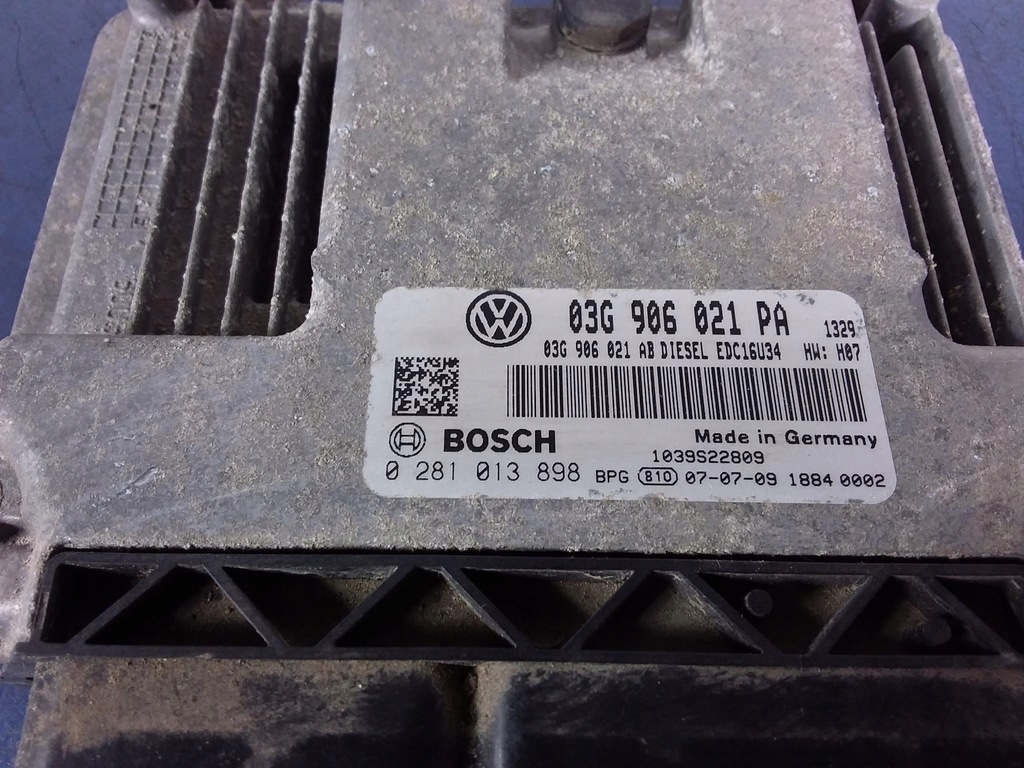 03G 906 021 PA 1329
03G 906 021 AB DIESEL EDC16U34 HW: H07
BOSCH Made in Germany
1039S22809
0 281 013 898 BPG 810 07-07-09 1884 0002